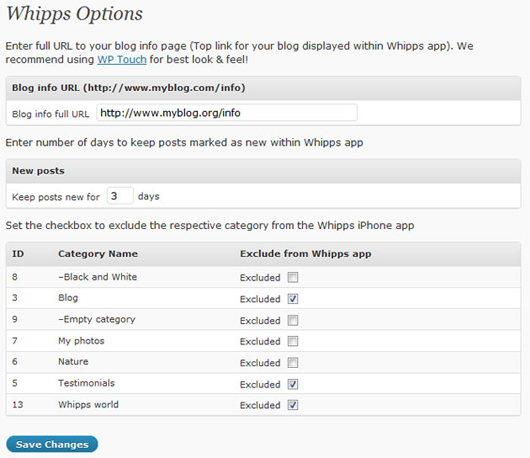 Whipps Options
Enter full URL to your blog info page (Top link for your blog displayed within Whipps app). We
recommend using WP Touch for best look & feel!
Blog info URL (http://www.myblog.com/info)
Blog info full URL http://www.myblog.org/info
Enter number of days to keep posts marked as new within Whipps app
New posts
Keep posts new for 3 days
Set the checkbox to exclude the respective category from the Whipps iPhone app
ID Category Name Exclude from Whipps app
8 –Black and White Excluded
3 Blog Excluded
9 –Empty category Excluded
7 My photos Excluded
6 Nature Excluded
5 Testimonials Excluded
13 Whipps world Excluded
Save Changes